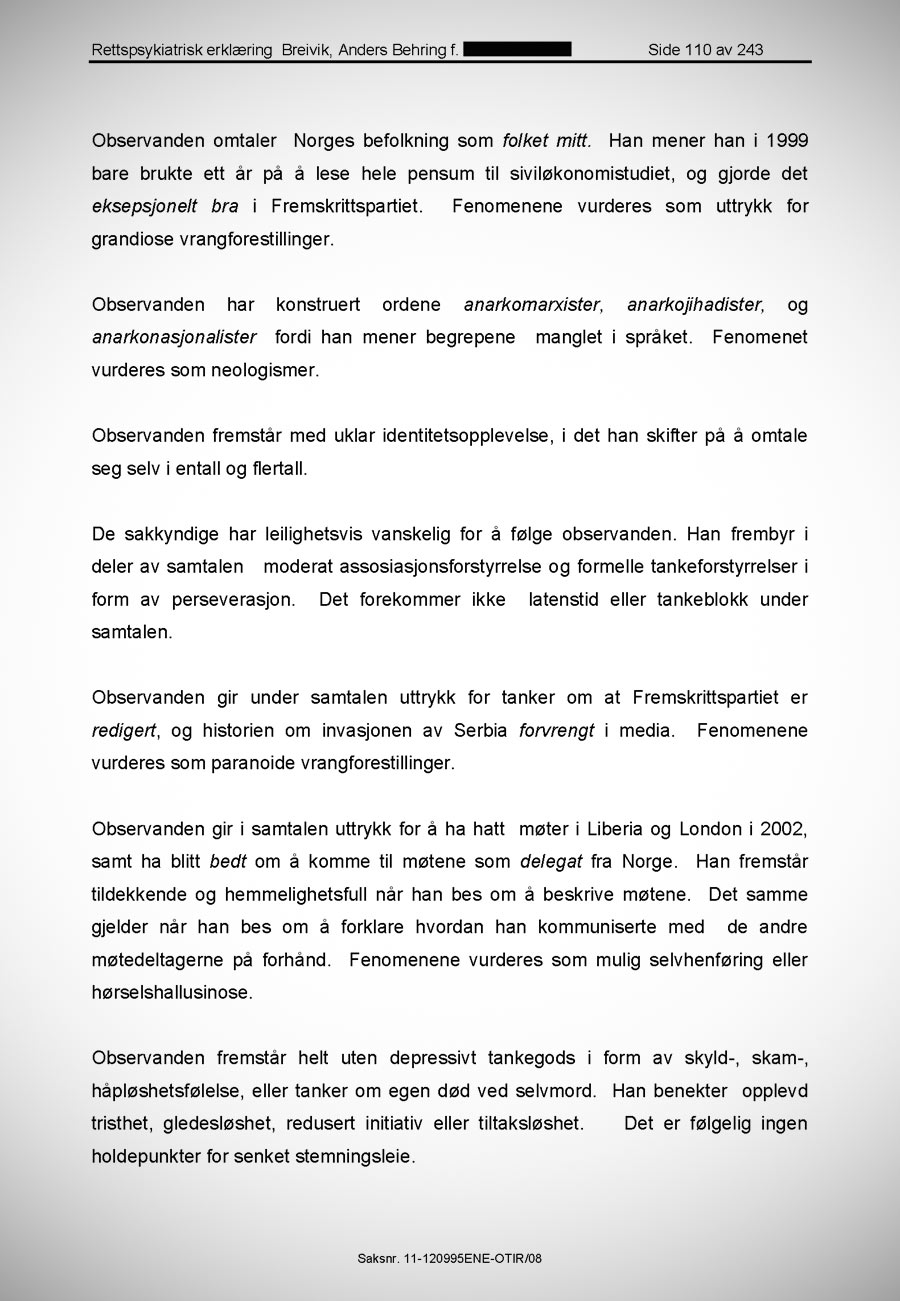 Rettspsykiatrisk erklæring Breivik, Anders Behring f. Side 110 av 243
Observanden omtaler Norges befolkning som folket mitt. Han mener han i 1999
bare brukte ett år på å lese hele pensum til siviløkonomistudiet, og gjorde det
eksepsjonelt bra i Fremskrittspartiet. Fenomenene vurderes som uttrykk for
grandiose vrangforestillinger.
Observanden har konstruert ordene anarkomarxister, anarkojihadister, og
anarkonasjonalister fordi han mener begrepene manglet i språket. Fenomenet
vurderes som neologismer.
Observanden fremstår med uklar identitetsopplevelse, i det han skifter på å omtale
seg selv i entall og flertall.
De sakkyndige har leilighetsvis vanskelig for å følge observanden. Han frembyr i
deler av samtalen moderat assosiasjonsforstyrrelse og formelle tankeforstyrrelser i
form av perseverasjon. Det forekommer ikke latenstid eller tankeblokk under
samtalen.
Observanden gir under samtalen uttrykk for tanker om at Fremskrittspartiet er
redigert, og historien om invasjonen av Serbia forvrengt i media. Fenomenene
vurderes som paranoide vrangforestillinger.
Observanden gir i samtalen uttrykk for å ha hatt møter i Liberia og London i 2002,
samt ha blitt bedt om å komme til møtene som delegat fra Norge. Han fremstår
tildekkende og hemmelighetsfull når han bes om å beskrive møtene. Det samme
gjelder når han bes om å forklare hvordan han kommuniserte med de andre
møtedeltagerne på forhånd. Fenomenene vurderes som mulig selvhenføring eller
hørselshallusinose.
Observanden fremstår helt uten depressivt tankegods i form av skyld-, skam-,
håpløshetsfølelse, eller tanker om egen død ved selvmord. Han benekter opplevd
tristhet, gledesløshet, redusert initiativ eller tiltaksløshet. Det er følgelig ingen
holdepunkter for senket stemningsleie.
Saksnr. 11-120995ENE-OTIR/08